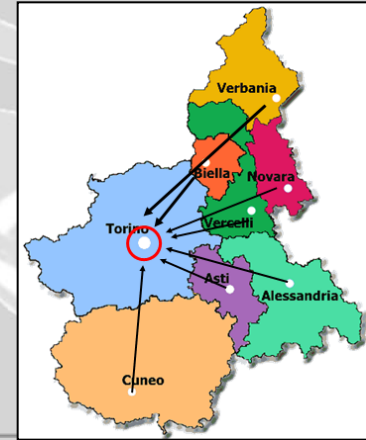 Verbania
Biella
Novara
Vercelli
Torino
Asti
Alessandria
Cuneo